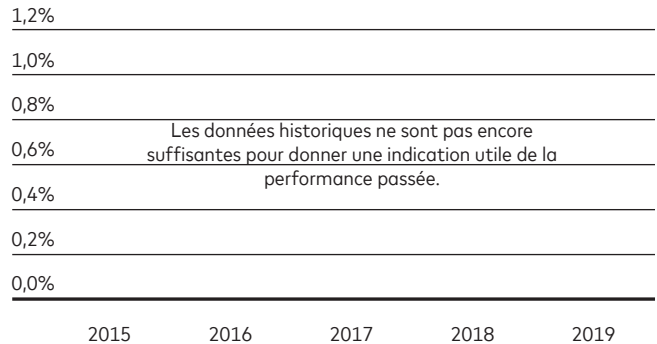 1,2%
1,0%
0,8%
Les données historiques ne sont pas encore
0,6%
suffisantes pour donner une indication utile de la
performance passée.
0,4%
0,2%
0,0%
2015 2016 2017 2018 2019